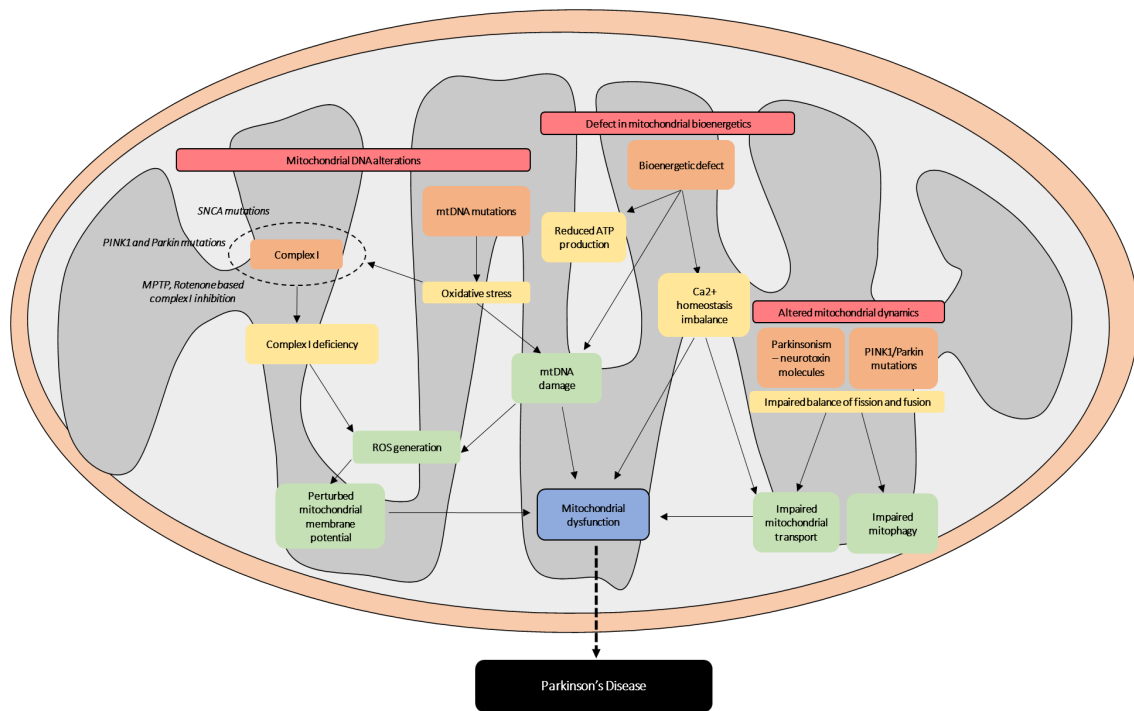 Defect in mitochondrial bioenergetics
Mitochondrial DNA alterations
Bioenergetic defect
SNCA mutations
mtDNA mutations
Reduced ATP
production
PINK1 and Parkin mutations
Complex I
MPTP, Rotenone based
complex I inhibition
Oxidative stress
Ca2+
homeostasis
imbalance
Altered mitochondrial dynamics
Complex I deficiency
Parkinsonism
– neurotoxin
molecules
PINK1/Parkin
mutations
mtDNA
damage
Impaired balance of fission and fusion
ROS generation
Perturbed
mitochondrial
membrane
potential
Mitochondrial
dysfunction
Impaired
mitochondrial
transport
Impaired
mitophagy
Parkinson's Disease